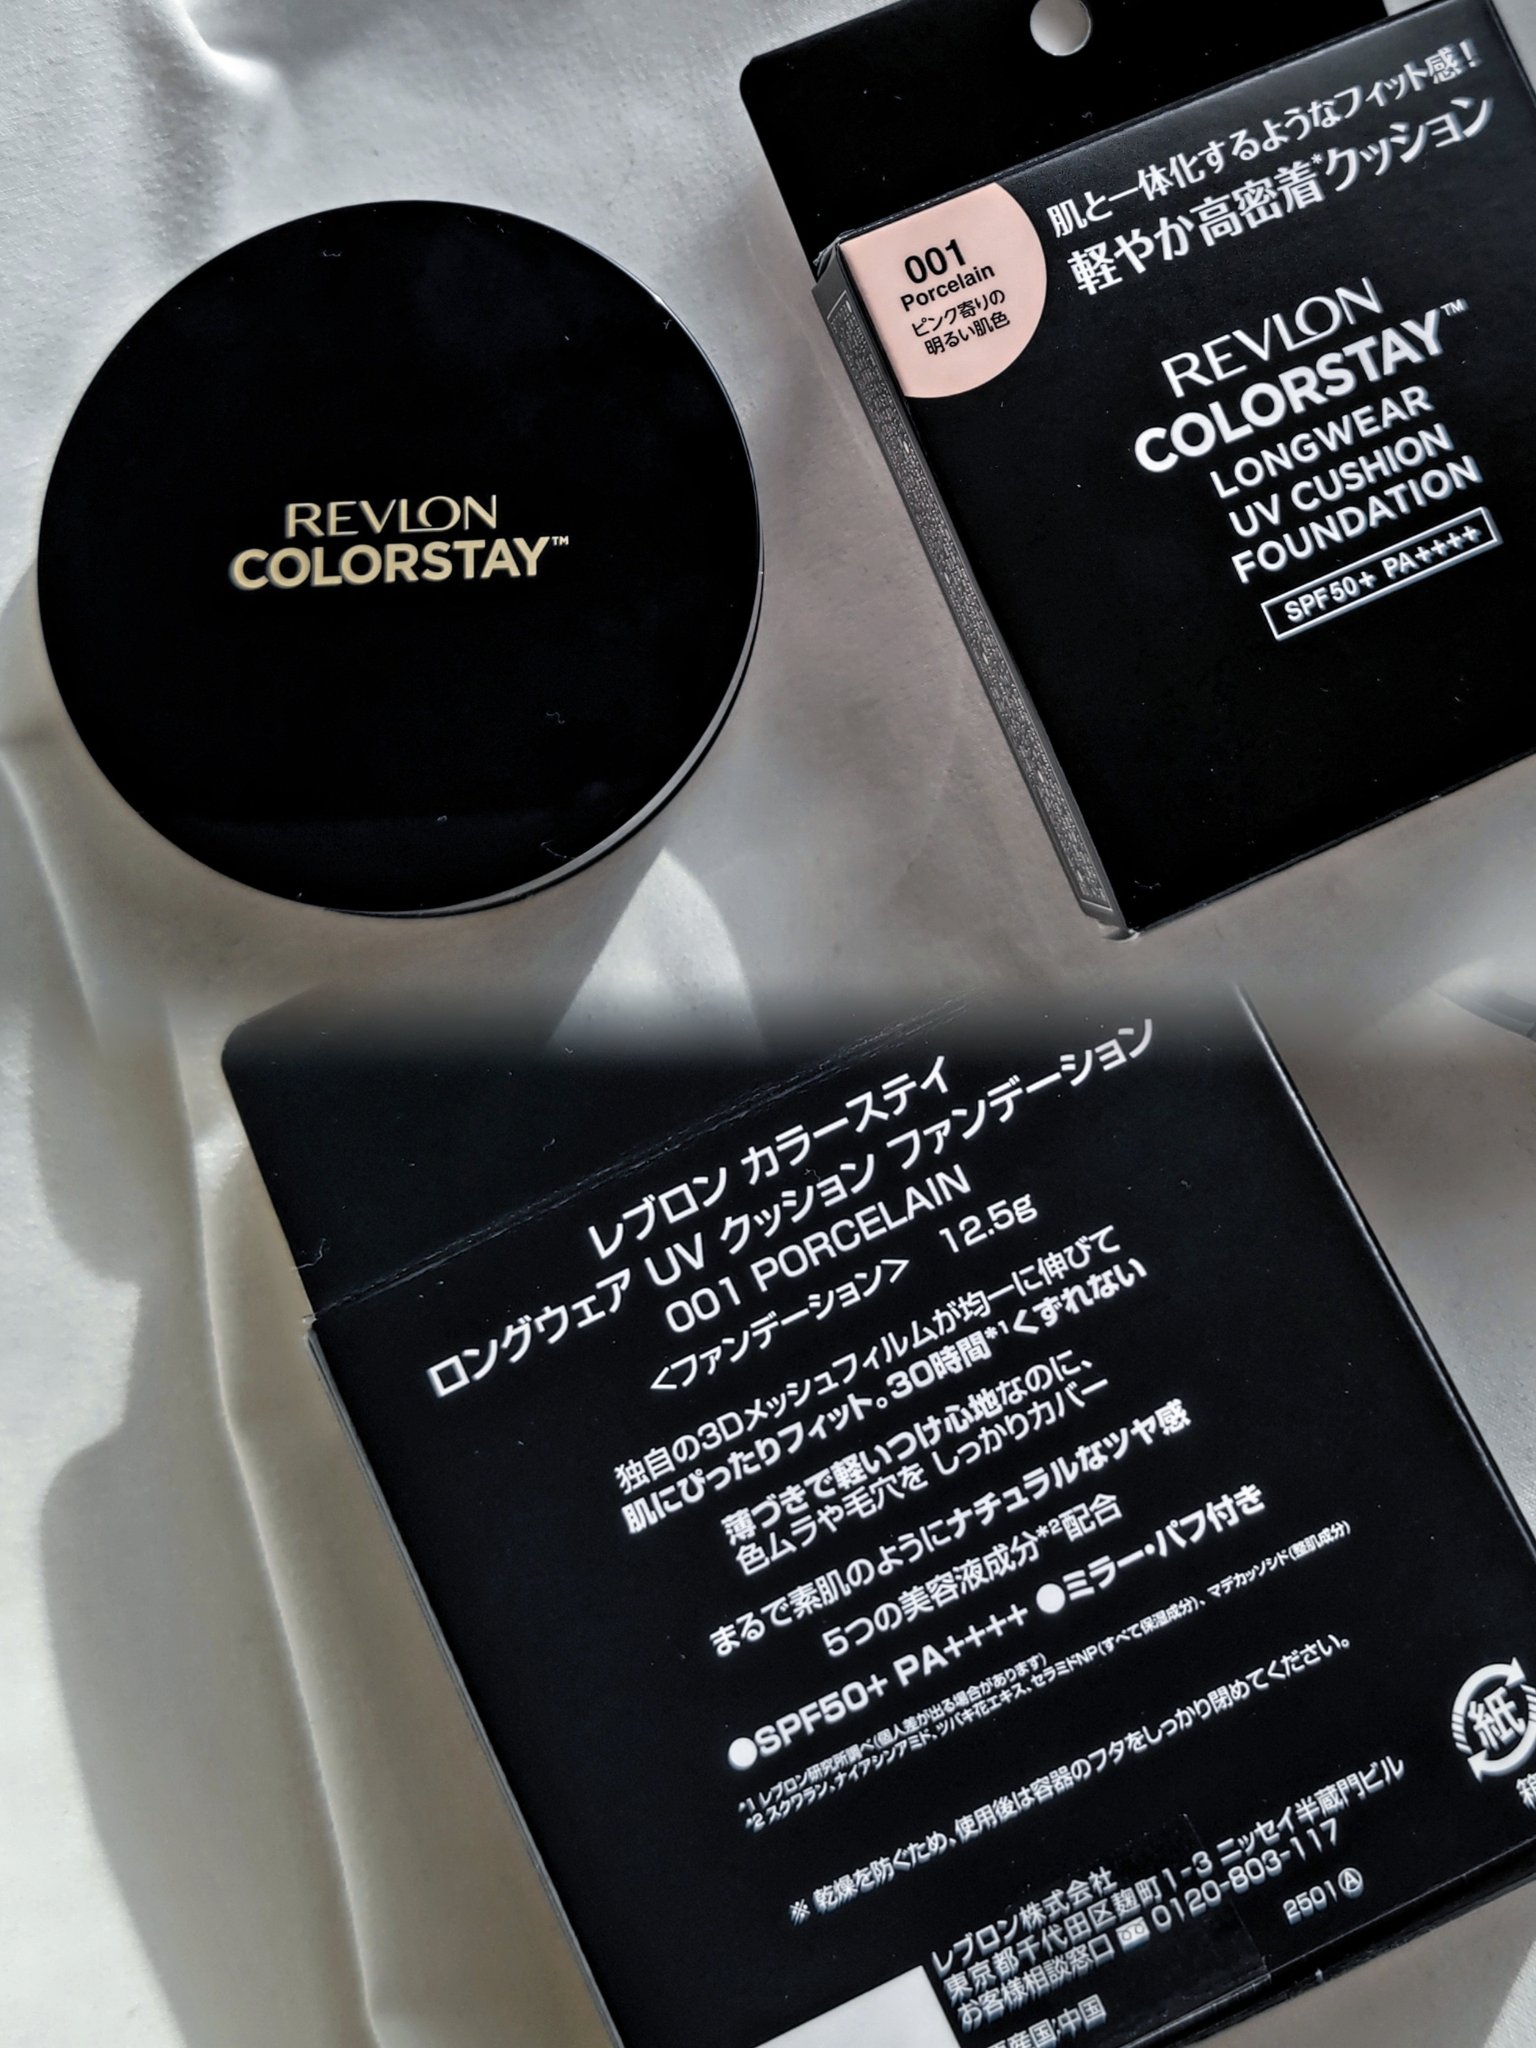 REVLON
COLORSTAY™
肌と一体化するようなフィット感!
軽やか高密着*クッション
001
Porcelain
ピンク寄りの
明るい肌色
REVLON
COLORSTAY™
LONGWEAR
UV CUSHION
FOUNDATION
SPF50+ PA++++
レブロン カラーステイ
ロングウェア UV クッション ファンデーション
001 PORCELAIN
<ファンデーション> 12.5g
独自の3Dメッシュフィルムが均一に伸びて
肌にぴったりフィット。30時間*1くずれない
薄づきで軽いつけ心地なのに、
色ムラや毛穴を しっかりカバー
まるで素肌のようにナチュラルなツヤ感
5つの美容液成分*2配合
●SPF50+ PA++++ ●ミラー・パフ付き
*1 レブロン研究所調べ(個人差が出る場合があります)
*2 スクワラン、ナイアシンアミド、ツバキ花エキス、セラミドNP(すべて保湿成分)、マデカッソシド(整肌成分)
※ 乾燥を防ぐため、使用後は容器のフタをしっかり閉めてください。
レブロン株式会社
東京都千代田区麹町1-3 ニッセイ半蔵門ビル
お客様相談窓口 0120-803-117
2501Ⓐ
原産国:中国
紙
箱